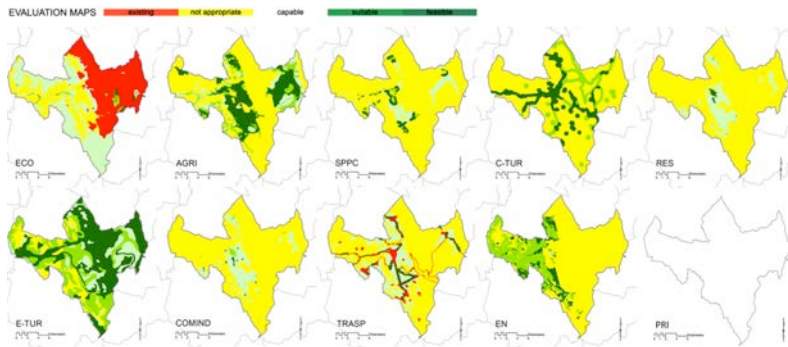 EVALUATION MAPS existing not appropriate capable suitable feasible
ECO AGRI SPPC C-TUR RES
E-TUR COMIND TRASP EN PRI